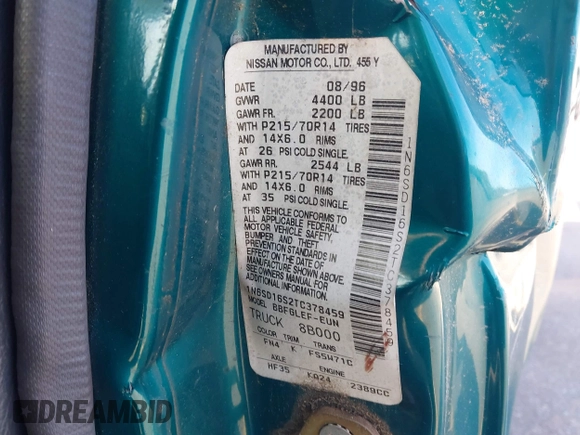 MANUFACTURED BY
NISSAN MOTOR CO., LTD. 455 Y
DATE 08/96
GVWR 4400 LB
GAWR FR. 2200 LB
WITH P215/70R14 TIRES
AND 14X6.0 RIMS
AT 26 PSI COLD SINGLE.
GAWR RR. 2544 LB
WITH P215/70R14 TIRES
AND 14X6.0 RIMS
AT 35 PSI COLD SINGLE.
THIS VEHICLE CONFORMS TO
ALL APPLICABLE FEDERAL
MOTOR VEHICLE SAFETY,
BUMPER AND THEFT
PREVENTION STANDARDS IN
EFFECT ON THE DATE OF
MANUFACTURE SHOWN ABOVE.
SEE OWNERS MANUAL FOR
ADDITIONAL INFORMATION.
1N6SD16S2TC378459
MODEL BBFGLEF-EUN
TRUCK 8B000
COLOR TRIM TRANS
FN4 K FS5W71C
AXLE ENGINE
HF35 KA24 2389CC
1N6SD16S2TC378459
DREAMBID